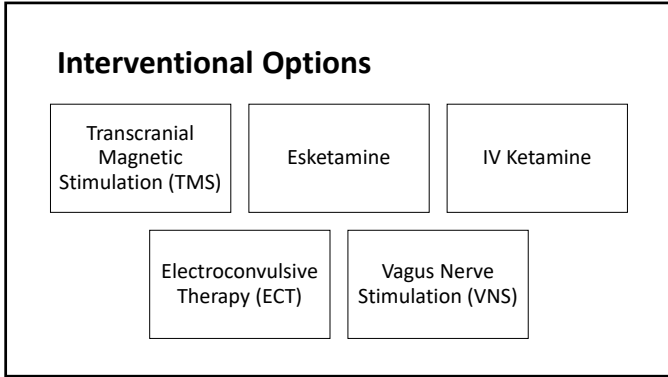 Interventional Options
Transcranial
Magnetic
Stimulation (TMS)
Esketamine
IV Ketamine
Electroconvulsive
Therapy (ECT)
Vagus Nerve
Stimulation (VNS)